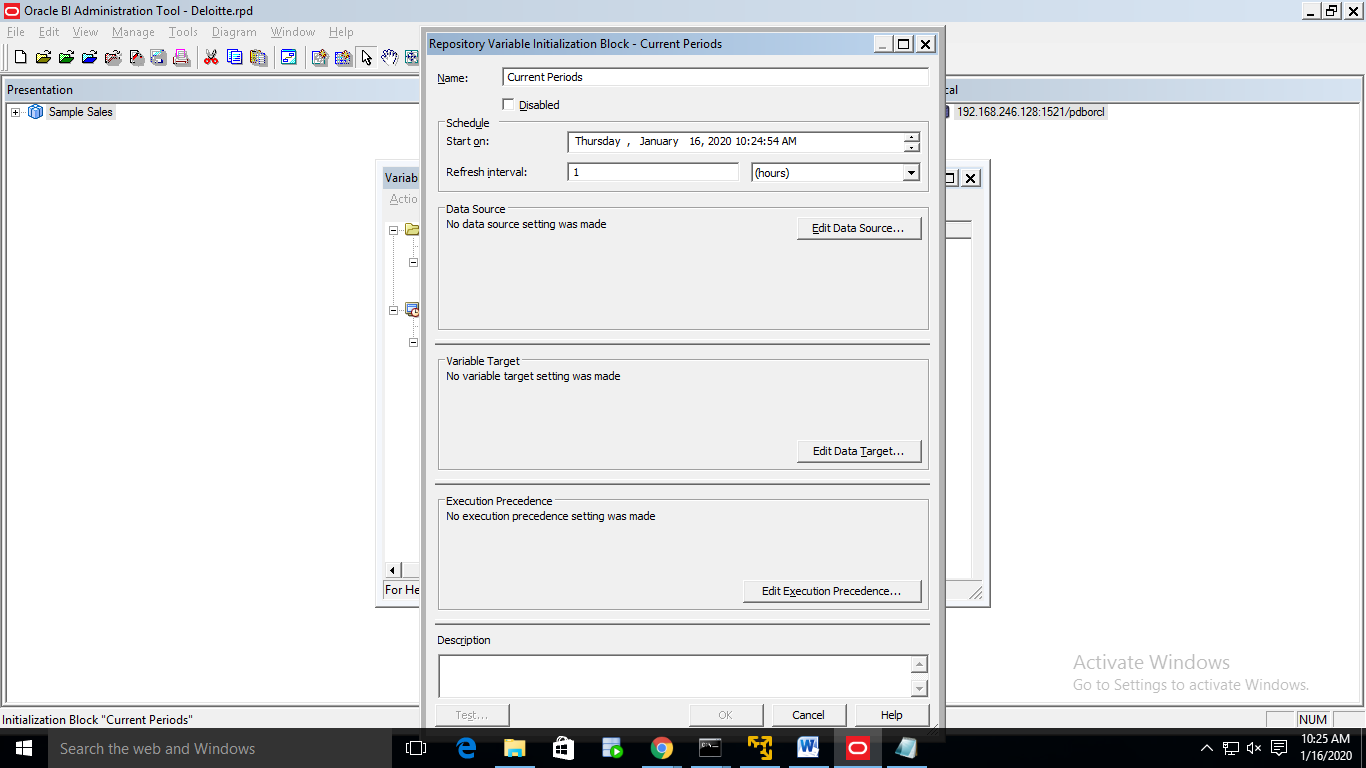 Oracle BI Administration Tool - Deloitte.rpd
File Edit View Manage Tools Diagram Window Help
Repository Variable Initialization Block - Current Periods
Presentation
Sample Sales
cal
192.168.246.128:1521/pdborcl
Variab
Actio
For He
Name:
Current Periods
Disabled
Schedule
Start on:
Thursday , January 16, 2020 10:24:54 AM
Refresh interval:
1
(hours)
Data Source
No data source setting was made
Edit Data Source...
Variable Target
No variable target setting was made
Edit Data Target...
Execution Precedence
No execution precedence setting was made
Edit Execution Precedence...
Description
Test...
OK
Cancel
Help
Activate Windows
Go to Settings to activate Windows.
Initialization Block "Current Periods"
NUM
Search the web and Windows
10:25 AM
1/16/2020